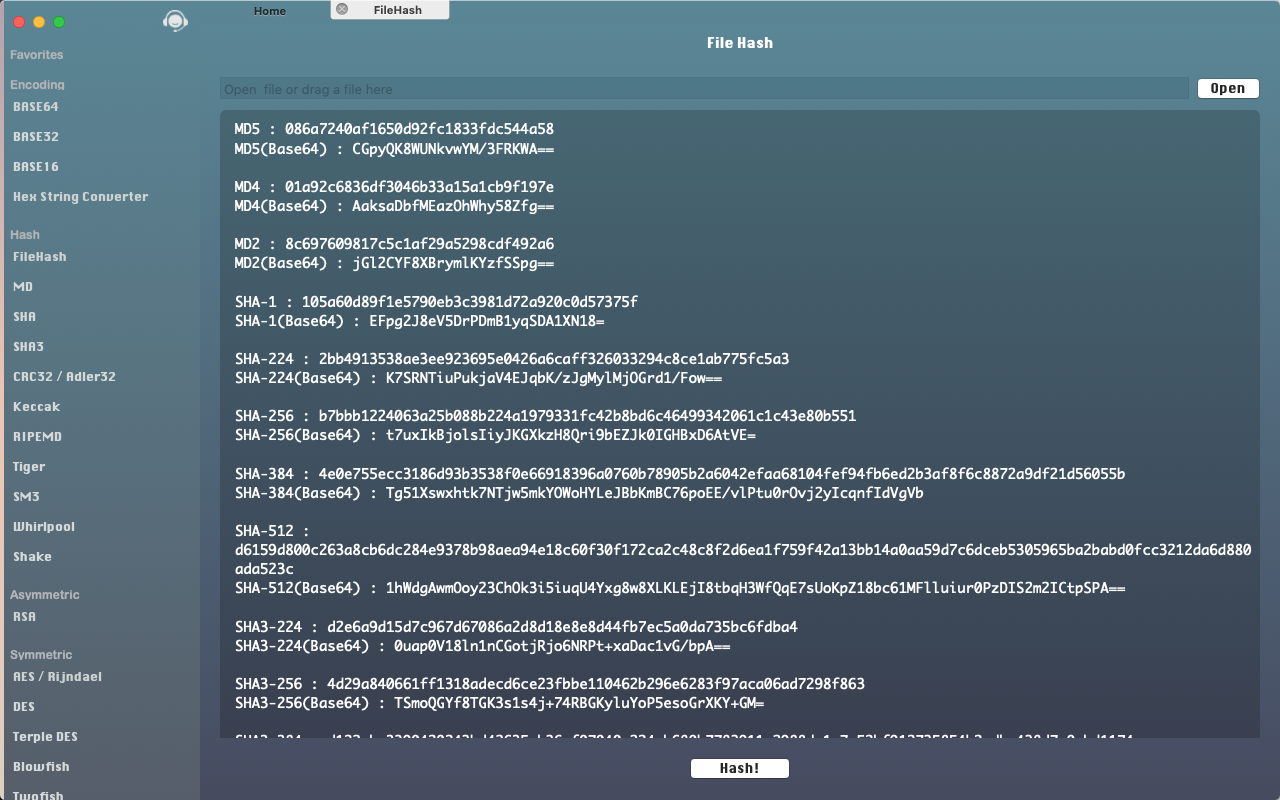 Home
FileHash
File Hash
Favorites
Encoding
BASE64
BASE32
BASE16
Hex String Converter
Hash
FileHash
MD
SHA
SHA3
CRC32 / Adler32
Keccak
RIPEMD
Tiger
SM3
Whirlpool
Shake
Asymmetric
RSA
Symmetric
AES / Rijndael
DES
Terple DES
Blowfish
Twofish
Open  file or drag a file here
Open
MD5 : 086a7240af1650d92fc1833fdc544a58
MD5(Base64) : CGpyQK8WUNkvwYM/3FRKWA==
MD4 : 01a92c6836df3046b33a15a1cb9f197e
MD4(Base64) : AaksaDbfMEazOhWhy58Zfg==
MD2 : 8c697609817c5c1af29a5298cdf492a6
MD2(Base64) : jGl2CYF8XBrymlKYzfSSpg==
SHA-1 : 105a60d89f1e5790eb3c3981d72a920c0d57375f
SHA-1(Base64) : EFpg2J8eV5DrPDmB1yqSDA1XN18=
SHA-224 : 2bb4913538ae3ee923695e0426a6caff326033294c8ce1ab775fc5a3
SHA-224(Base64) : K7SRNTiuPukjaV4EJqbK/zJgMylMjOGrd1/Fow==
SHA-256 : b7bbb1224063a25b088b224a1979331fc42b8bd6c46499342061c1c43e80b551
SHA-256(Base64) : t7uxIkBjolsIiyJKGXkzH8Qri9bEZJk0IGHBxD6AtVE=
SHA-384 : 4e0e755ecc3186d93b3538f0e66918396a0760b78905b2a6042efaa68104fef94fb6ed2b3af8f6c8872a9df21d56055b
SHA-384(Base64) : Tg51Xswxhtk7NTjw5mkYOWoHYLeJBbKmBC76poEE/vlPtu0rOvj2yIcqnfIdVgVb
SHA-512 :
d6159d800c263a8cb6dc284e9378b98aea94e18c60f30f172ca2c48c8f2d6ea1f759f42a13bb14a0aa59d7c6dceb5305965ba2babd0fcc3212da6d880
ada523c
SHA-512(Base64) : 1hWdgAwmOoy23ChOk3i5iuqU4Yxg8w8XLKLEjI8tbqH3WfQqE7sUoKpZ18bc61MFlluiur0PzDIS2m2ICtpSPA==
SHA3-224 : d2e6a9d15d7c967d67086a2d8d18e8e8d44fb7ec5a0da735bc6fdba4
SHA3-224(Base64) : 0uap0V18ln1nCGotjRjo6NRPt+xaDac1vG/bpA==
SHA3-256 : 4d29a840661ff1318adecd6ce23fbbe110462b296e6283f97aca06ad7298f863
SHA3-256(Base64) : TSmoQGYf8TGK3s1s4j+74RBGKyluYoP5esoGrXKY+GM=
Hash!